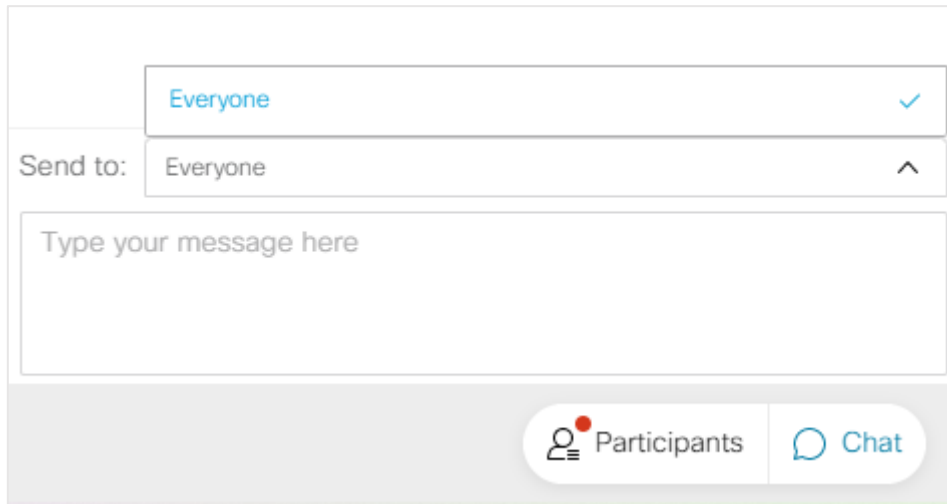 Everyone
Send to: Everyone
Type your message here
Participants Chat